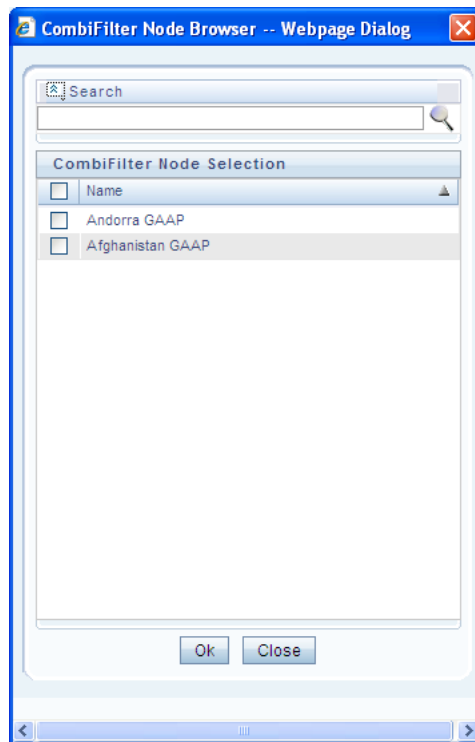 CombiFilter Node Browser -- Webpage Dialog
Search
CombiFilter Node Selection
Name
Andorra GAAP
Afghanistan GAAP
Ok Close